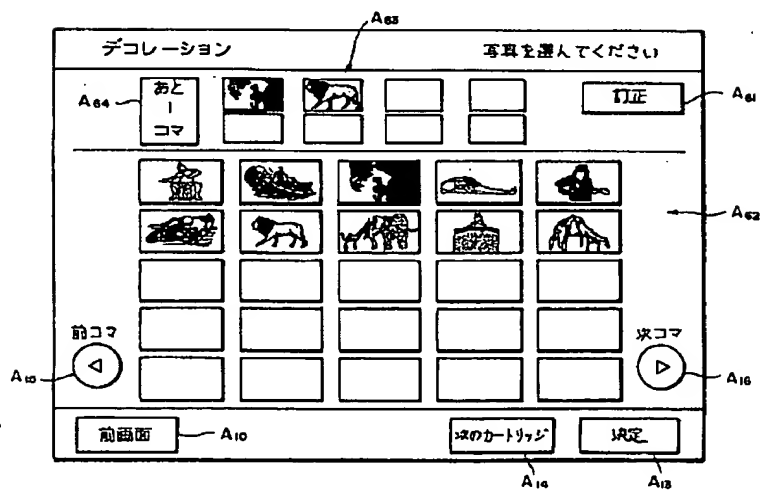 A63
デコレーション 写真を選んでください
A64
あと
1
コマ
訂正
A61
A62
前コマ
次コマ
A15
A16
前画面
A10
次のカートリッジ
決定
A14
A13